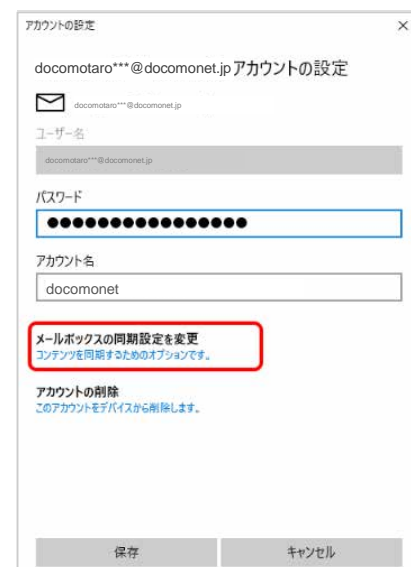 アカウントの設定
docomotaro***@docomonet.jpアカウントの設定
docomotaro***@docomonet.jp
ユーザー名
docomotaro***@docomonet.jp
パスワード
●●●●●●●●●●●●●●●●
アカウント名
docomonet
メールボックスの同期設定を変更
コンテンツを同期するためのオプションです。
アカウントの削除
このアカウントをデバイスから削除します。
保存
キャンセル